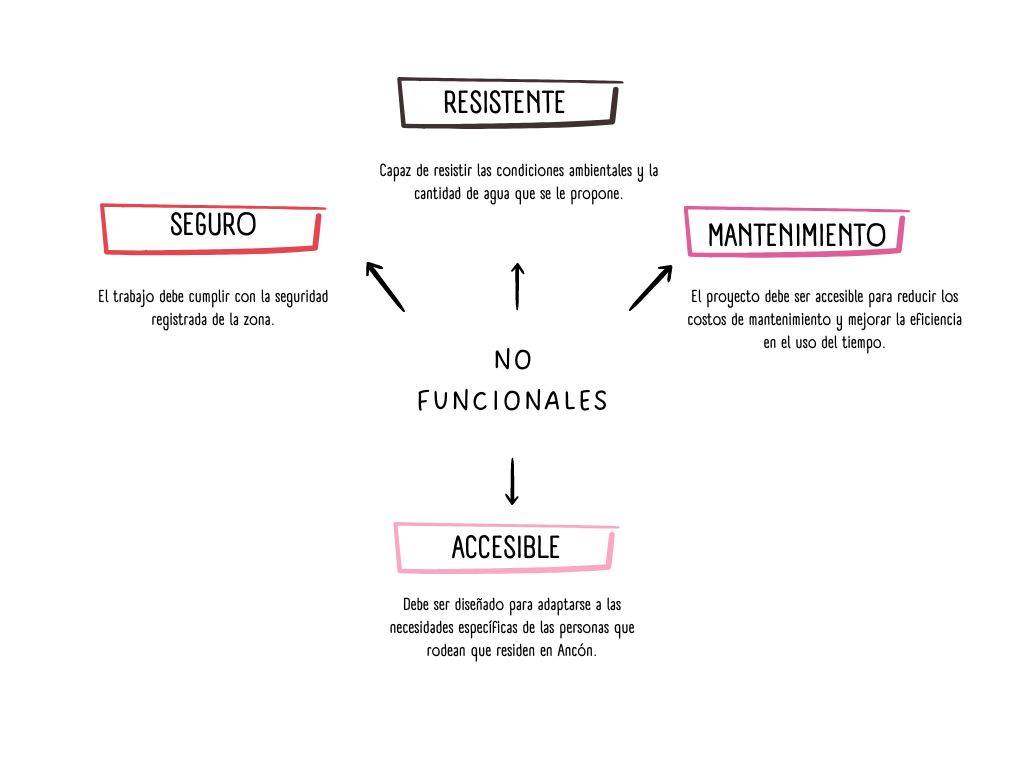 RESISTENTE
Capaz de resistir las condiciones ambientales y la
cantidad de agua que se le propone.
SEGURO
El trabajo debe cumplir con la seguridad
registrada de la zona.
MANTENIMIENTO
El proyecto debe ser accesible para reducir los
costos de mantenimiento y mejorar la eficiencia
en el uso del tiempo.
NO
FUNCIONALES
ACCESIBLE
Debe ser diseñado para adaptarse a las
necesidades específicas de las personas que
rodean que residen en Ancón.